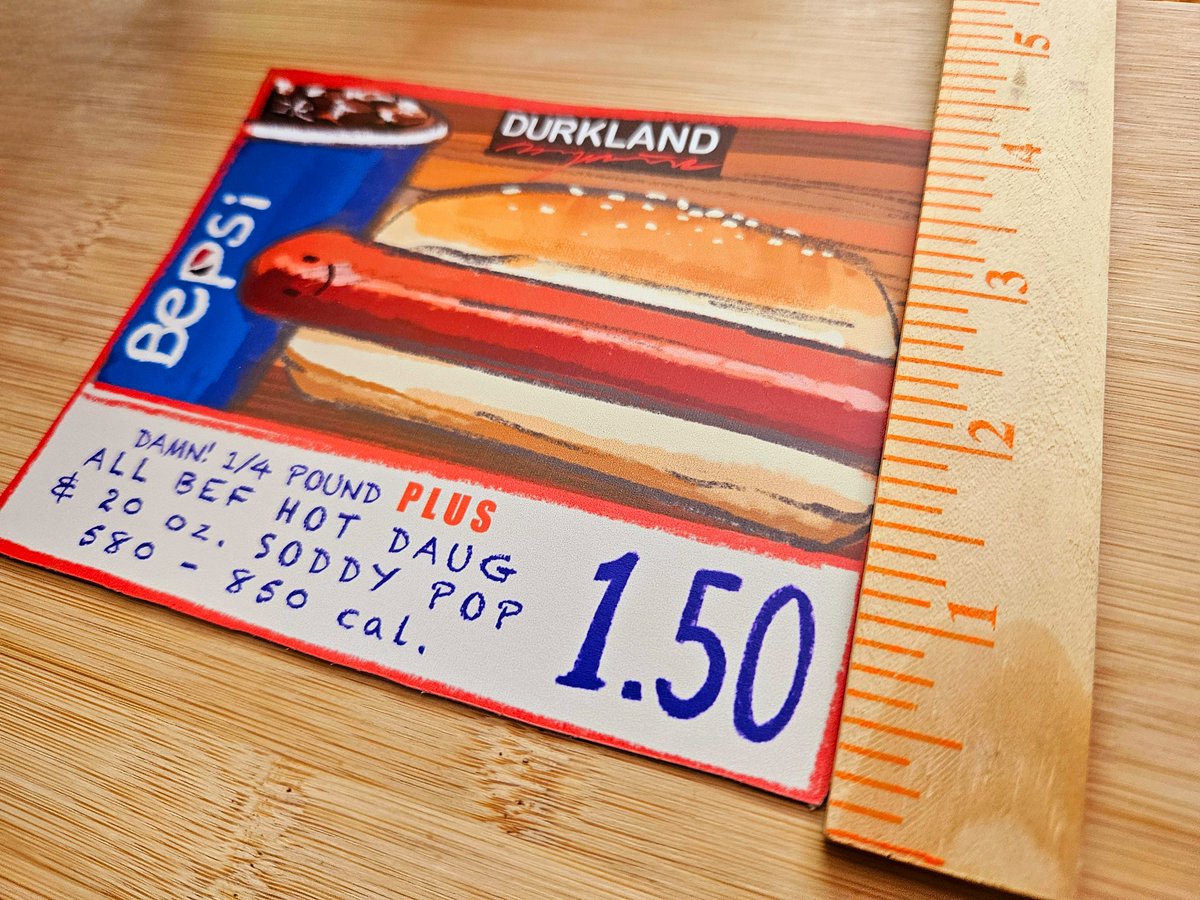 DURKLAND
Bepsi
DAMN! 1/4 POUND PLUS
ALL BEF HOT DAUG
& 20 oz. SODDY POP
580 - 850 cal.
1.50
5
4
3
2
1